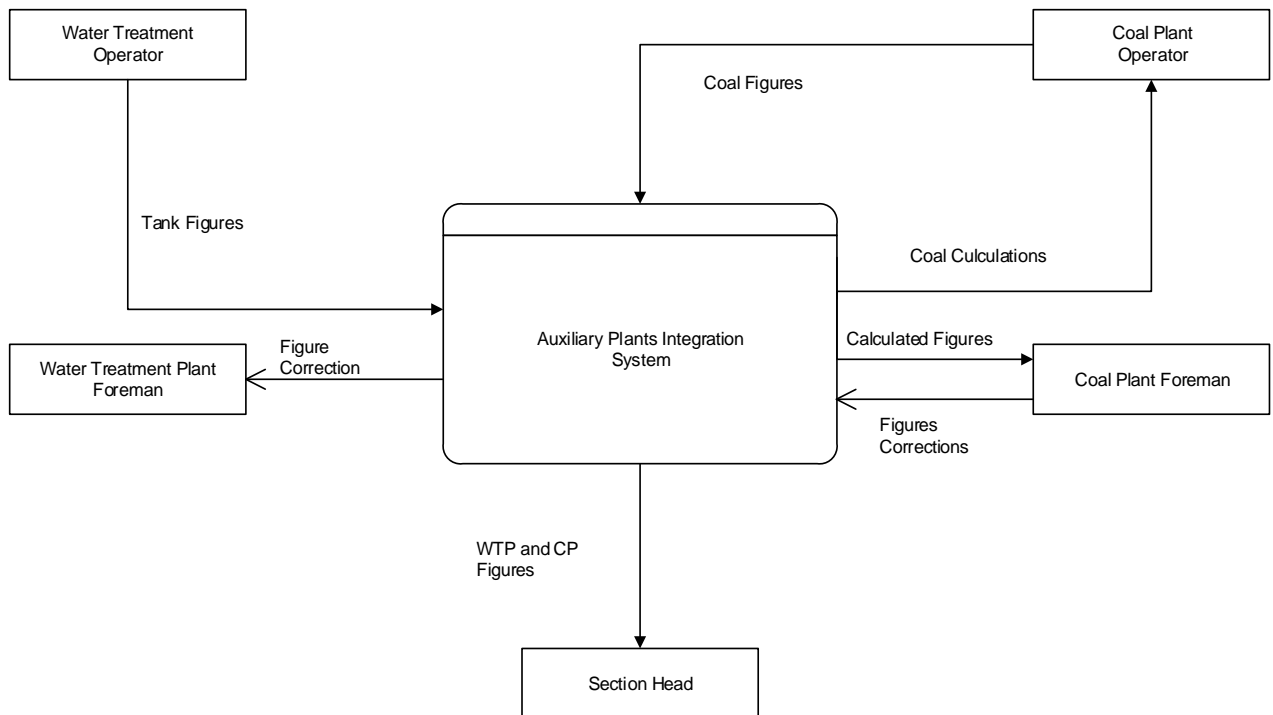 Water Treatment
Operator
Coal Plant
Operator
Coal Figures
Tank Figures
Coal Culculations
Auxiliary Plants Integration
System
Figure
Correction
Calculated Figures
Water Treatment Plant
Foreman
Coal Plant Foreman
Figures
Corrections
WTP and CP
Figures
Section Head